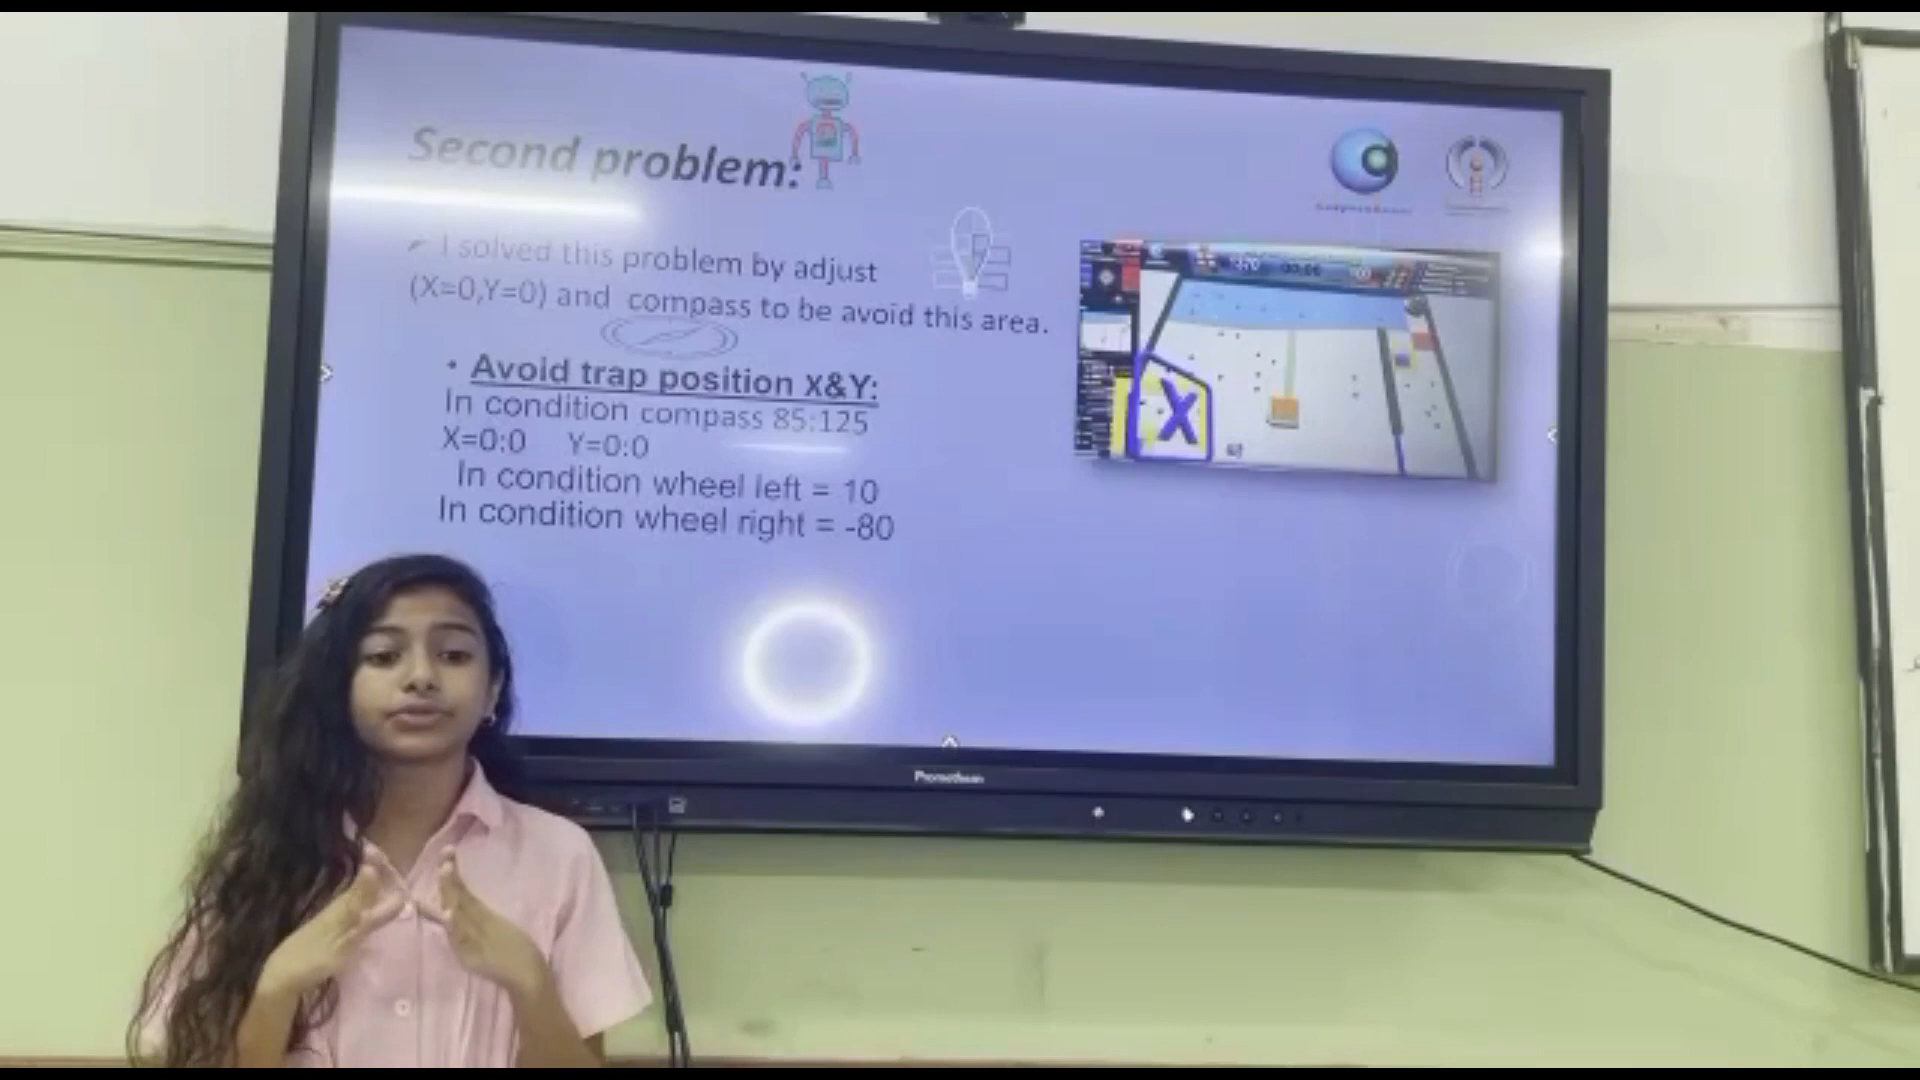 Second problem:
I solved this problem by adjust
(X=0,Y=0) and compass to be avoid this area.
• Avoid trap position X&Y:
In condition compass 85:125
X=0:0 Y=0:0
In condition wheel left = 10
In condition wheel right = -80
X
Promethean